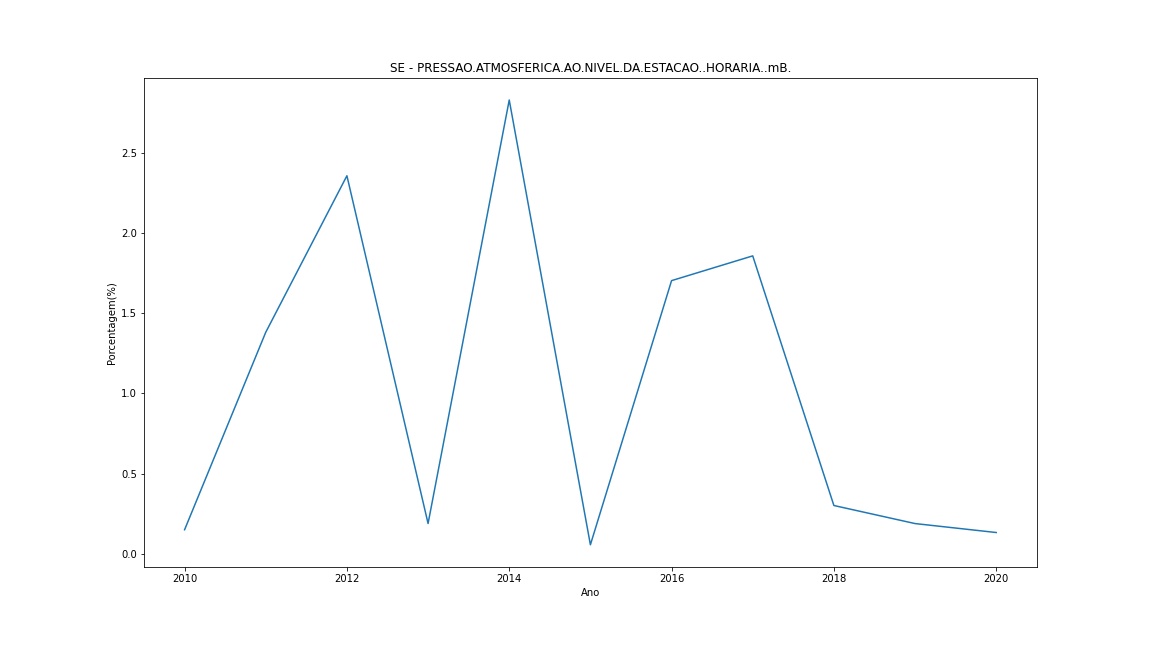 SE - PRESSAO.ATMOSFERICA.AO.NIVEL.DA.ESTACAO..HORARIA..mB.
Porcentagem(%)
2.5
2.0
1.5
1.0
0.5
0.0
2010 2012 2014 2016 2018 2020
Ano